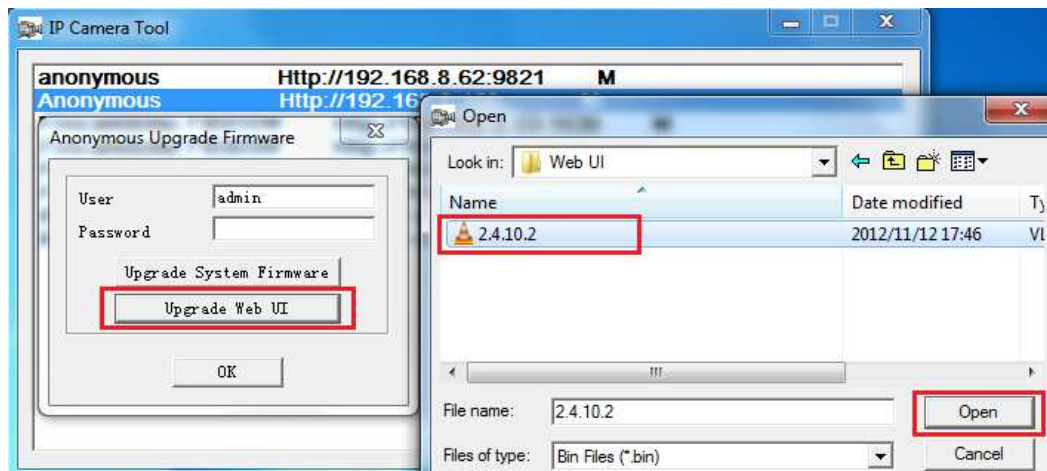 IP Camera Tool
anonymous Http://192.168.8.62:9821 M
Anonymous Http://192.16
Anonymous Upgrade Firmware
User admin
Password
Upgrade System Firmware
Upgrade Web UI
OK
Open
Look in: Web UI
Name Date modified
2.4.10.2 2012/11/12 17:46
File name: 2.4.10.2
Open
Files of type: Bin Files (*.bin)
Cancel